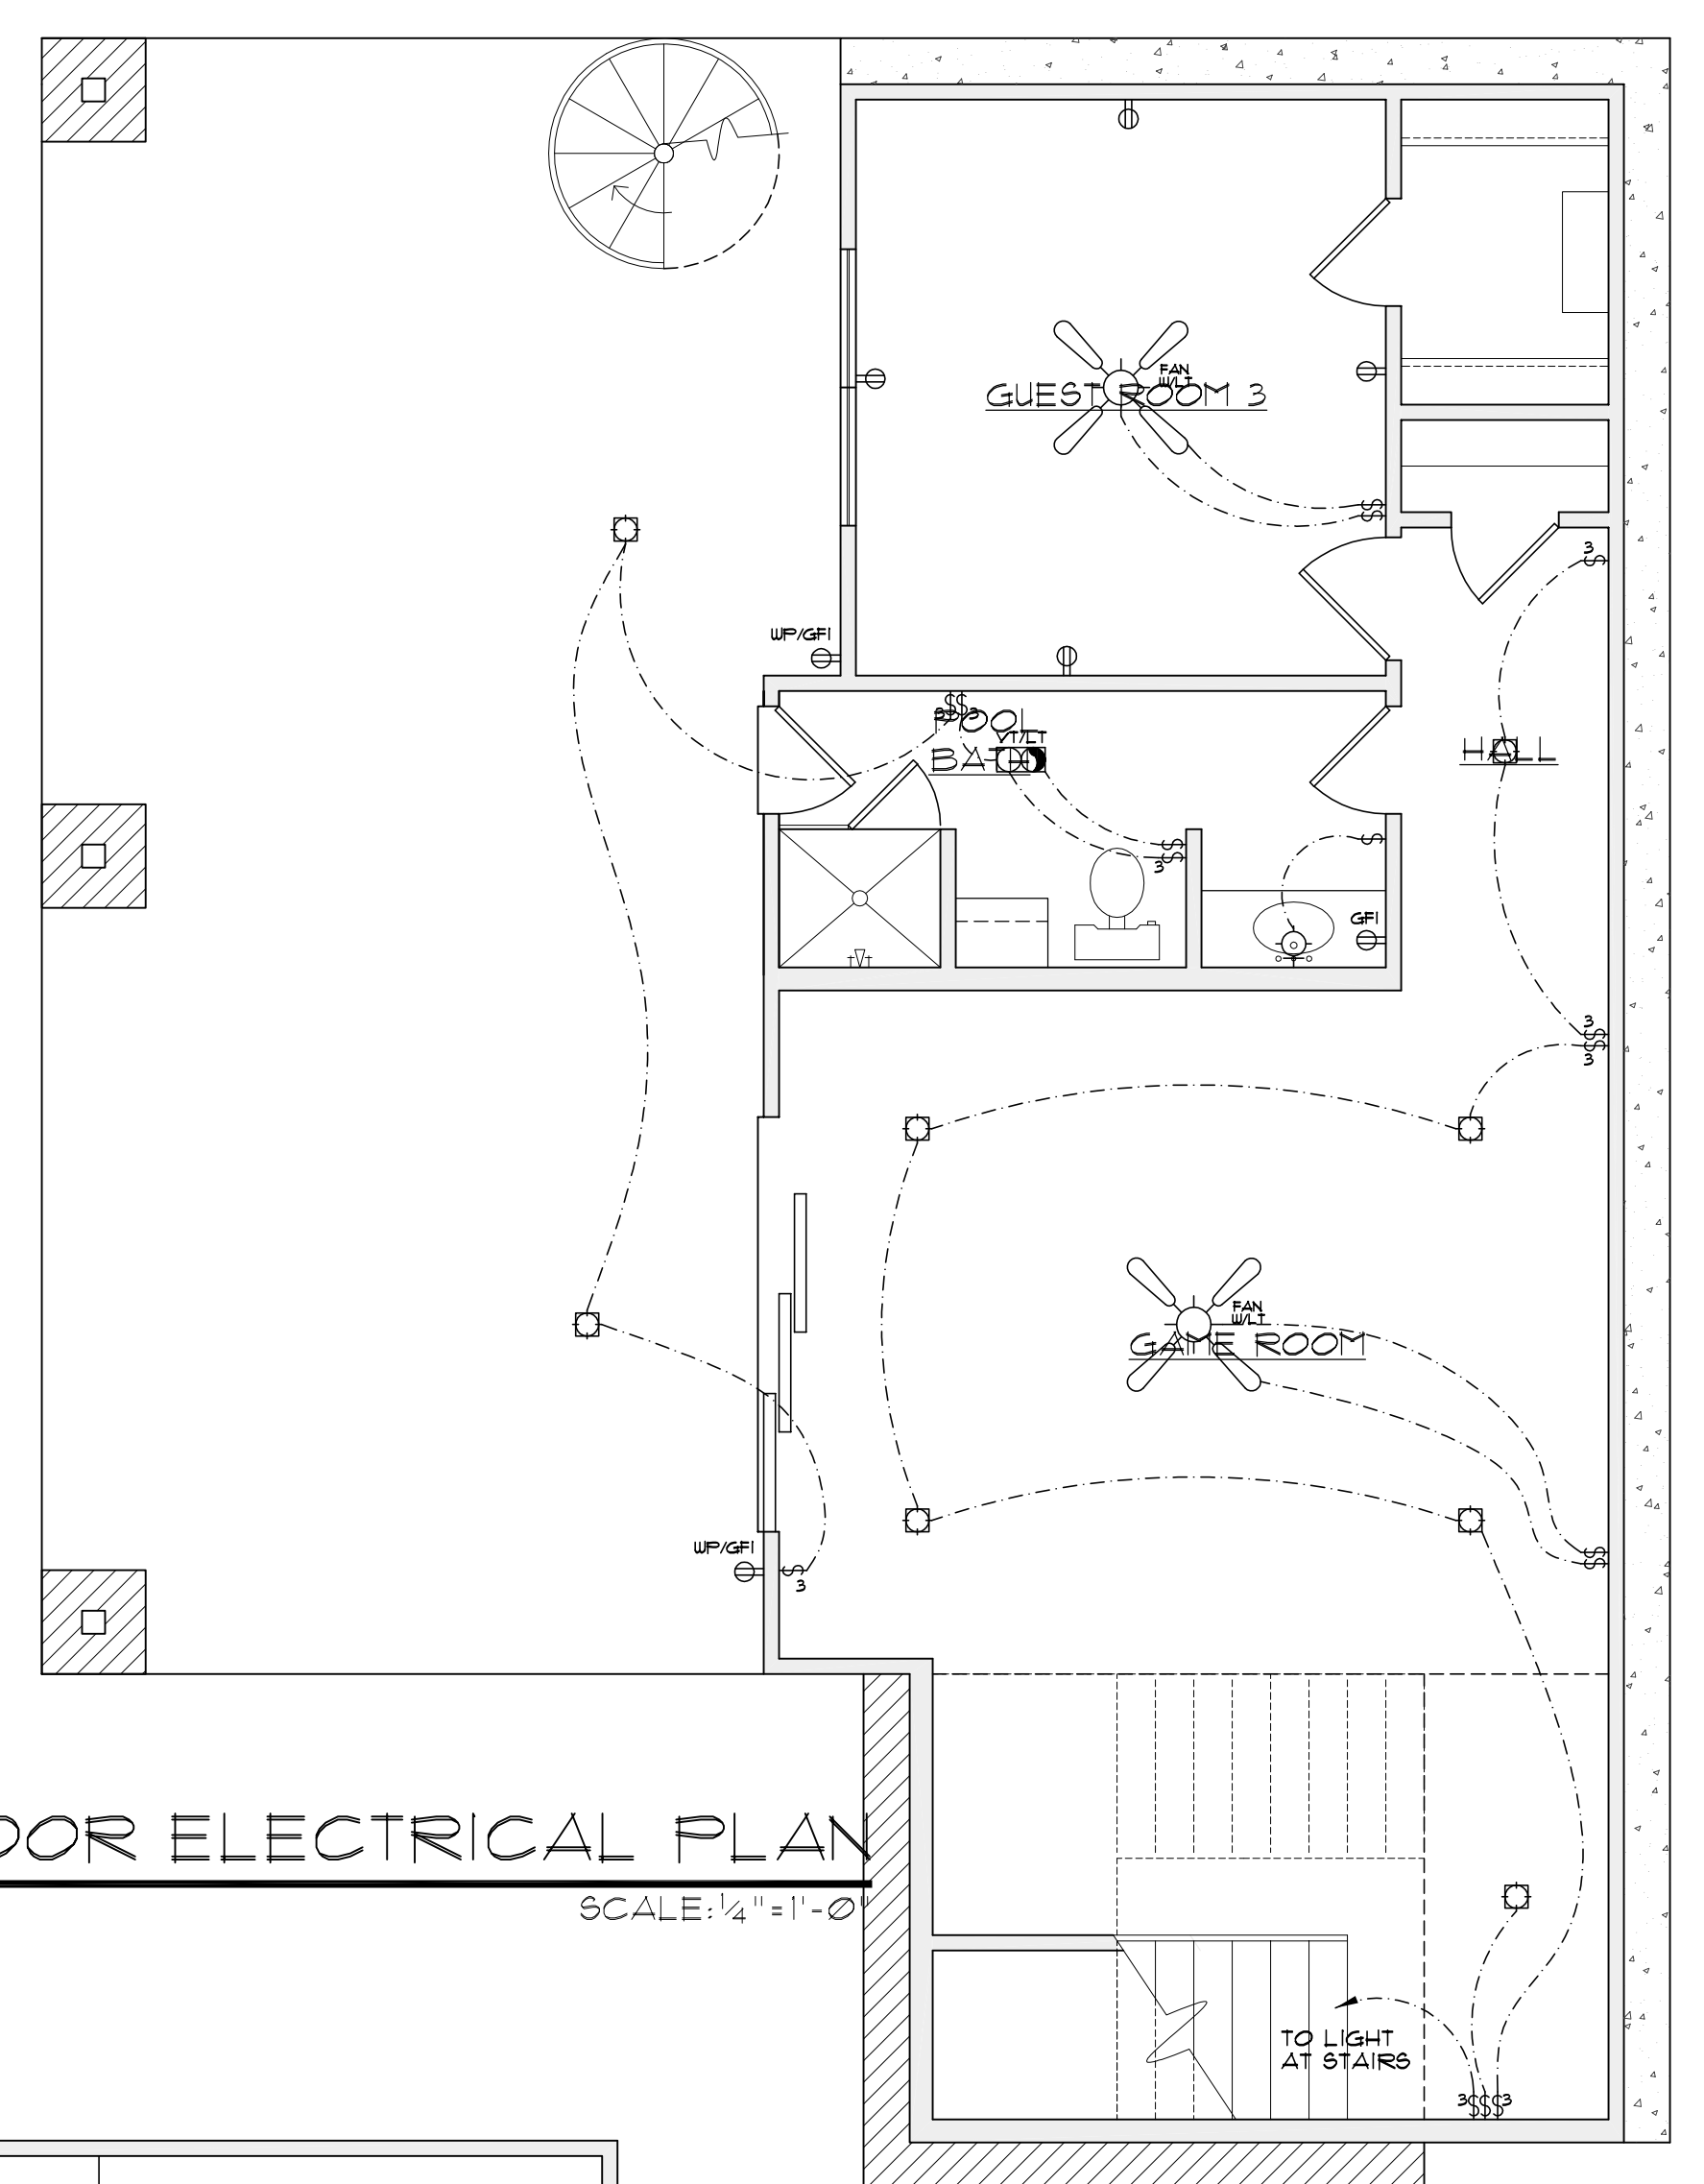 FAN
W/LT
GUEST ROOM 3
$
$
3
$
WP/GFI
3$$3
POOL
VT/LT
BATH
HALL
$
$
3
$
GFI
3
$
$
3
FAN
W/LT
GAME ROOM
WP/GFI
$
3
$
$
OOR ELECTRICAL PLAN
SCALE: 1/4"=1'-0"
TO LIGHT
AT STAIRS
3$$$3